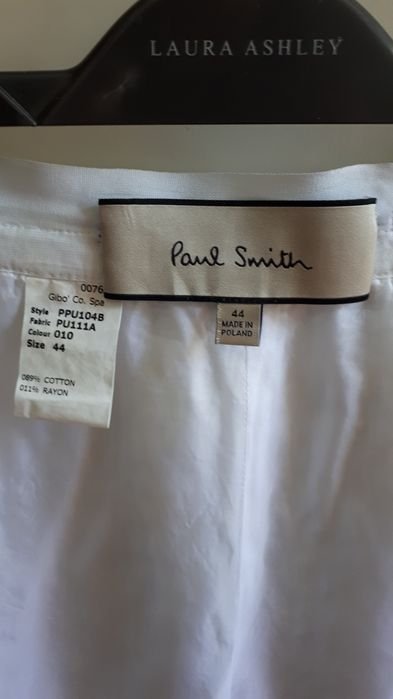 LAURA ASHLEY
Paul Smith
44
MADE IN
POLAND
0076
Gibo' Co. Spa
Style PPU104B
Fabric PU111A
Colour 010
Size 44
089% COTTON
011% RAYON